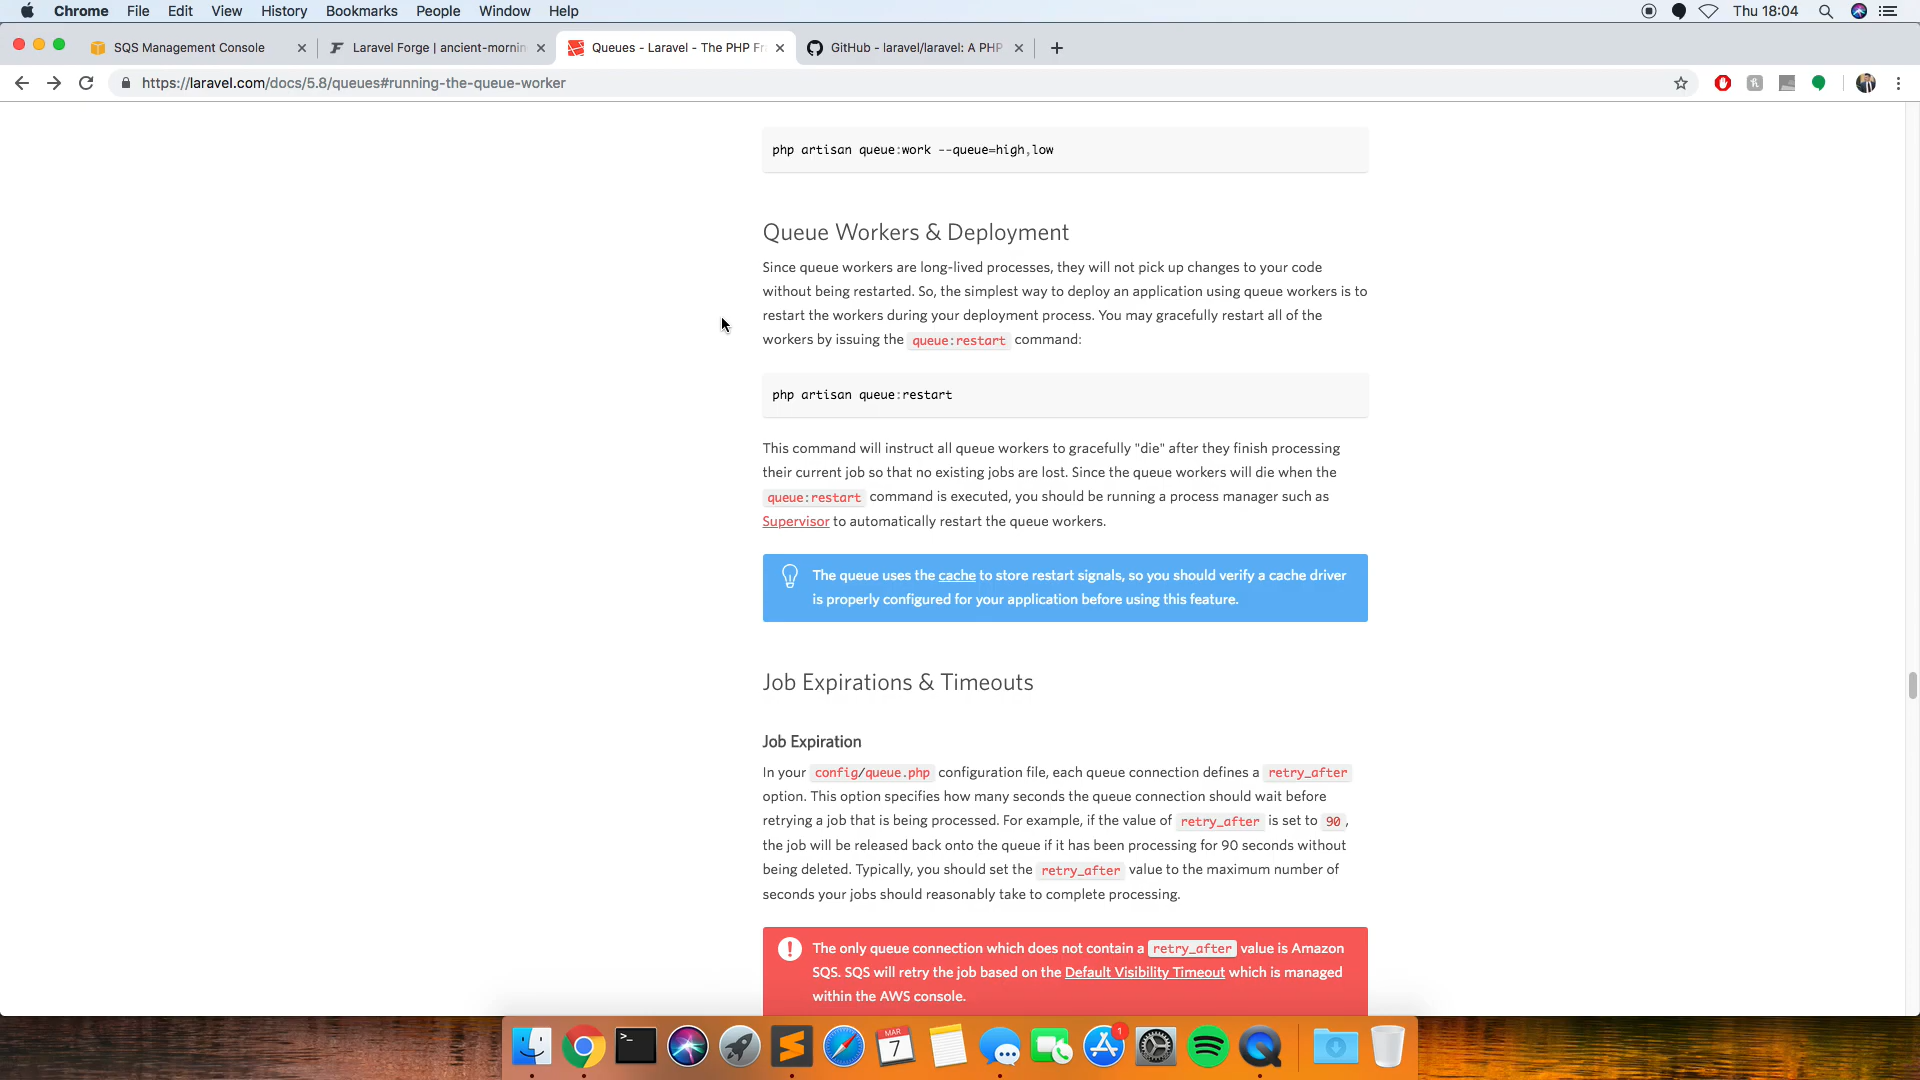 Chrome File Edit View History Bookmarks People Window Help Thu 18:04
SQS Management Console
Laravel Forge | ancient-mornin
Queues - Laravel - The PHP Fr
GitHub - laravel/laravel: A PHP
https://laravel.com/docs/5.8/queues#running-the-queue-worker
php artisan queue:work --queue=high,low
Queue Workers & Deployment
Since queue workers are long-lived processes, they will not pick up changes to your code
without being restarted. So, the simplest way to deploy an application using queue workers is to
restart the workers during your deployment process. You may gracefully restart all of the
workers by issuing the queue:restart command:
php artisan queue:restart
This command will instruct all queue workers to gracefully "die" after they finish processing
their current job so that no existing jobs are lost. Since the queue workers will die when the
queue:restart command is executed, you should be running a process manager such as
Supervisor to automatically restart the queue workers.
The queue uses the cache to store restart signals, so you should verify a cache driver
is properly configured for your application before using this feature.
Job Expirations & Timeouts
Job Expiration
In your config/queue.php configuration file, each queue connection defines a retry_after
option. This option specifies how many seconds the queue connection should wait before
retrying a job that is being processed. For example, if the value of retry_after is set to 90,
the job will be released back onto the queue if it has been processing for 90 seconds without
being deleted. Typically, you should set the retry_after value to the maximum number of
seconds your jobs should reasonably take to complete processing.
The only queue connection which does not contain a retry_after value is Amazon
SQS. SQS will retry the job based on the Default Visibility Timeout which is managed
within the AWS console.
MAR
7
1